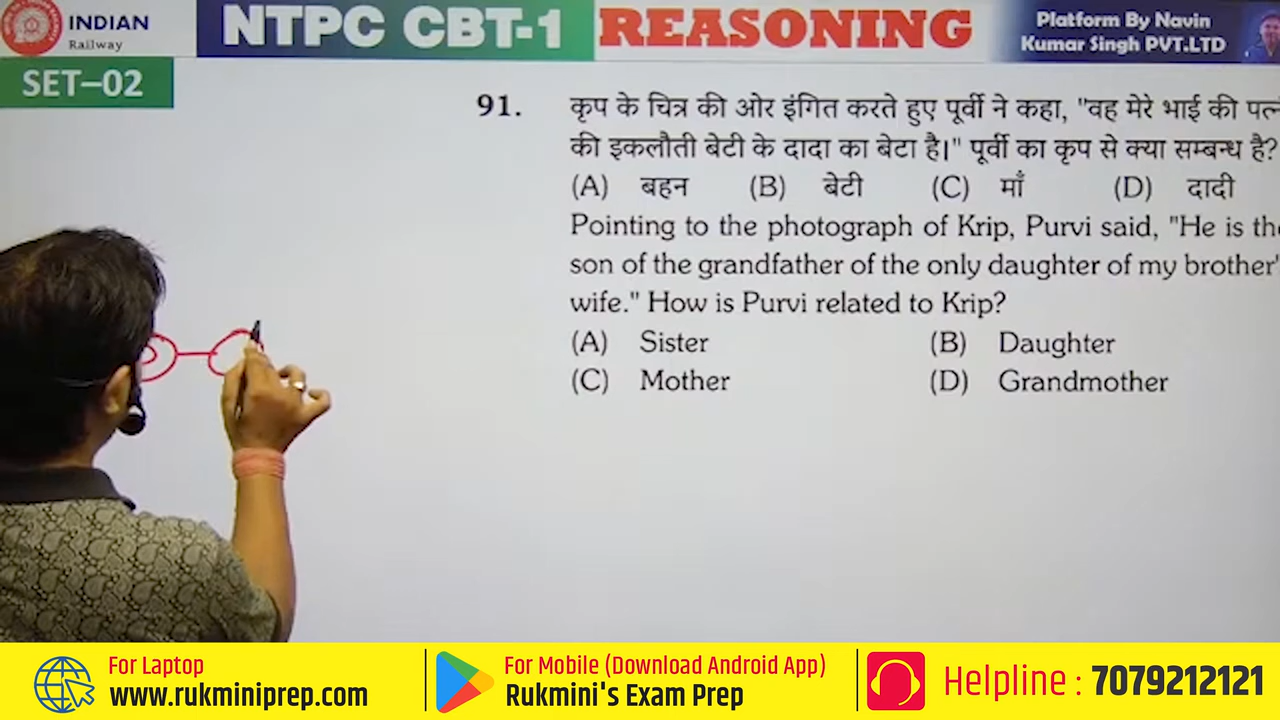 INDIAN
Railway
NTPC CBT-1
REASONING
Platform By Navin
Kumar Singh PVT.LTD
SET–02
91. कृप के चित्र की ओर इंगित करते हुए पूर्वी ने कहा, "वह मेरे भाई की
की इकलौती बेटी के दादा का बेटा है।" पूर्वी का कृप से क्या सम्बन्ध है?
(A) बहन (B) बेटी (C) माँ (D) दादी
Pointing to the photograph of Krip, Purvi said, "He is
son of the grandfather of the only daughter of my brother'
wife." How is Purvi related to Krip?
(A) Sister (B) Daughter
(C) Mother (D) Grandmother
For Laptop
www.rukminiprep.com
For Mobile (Download Android App)
Rukmini's Exam Prep
Helpline : 7079212121